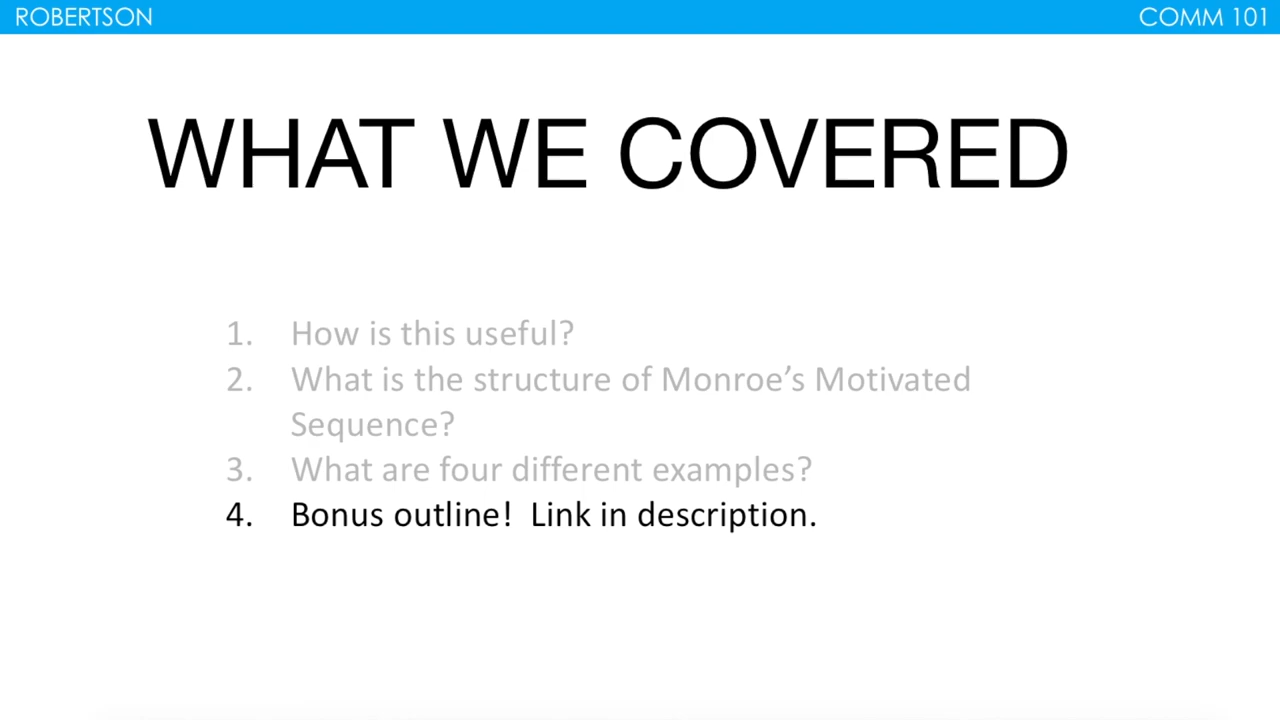 ROBERTSON
COMM 101
WHAT WE COVERED
1. How is this useful?
2. What is the structure of Monroe’s Motivated
Sequence?
3. What are four different examples?
4. Bonus outline!  Link in description.